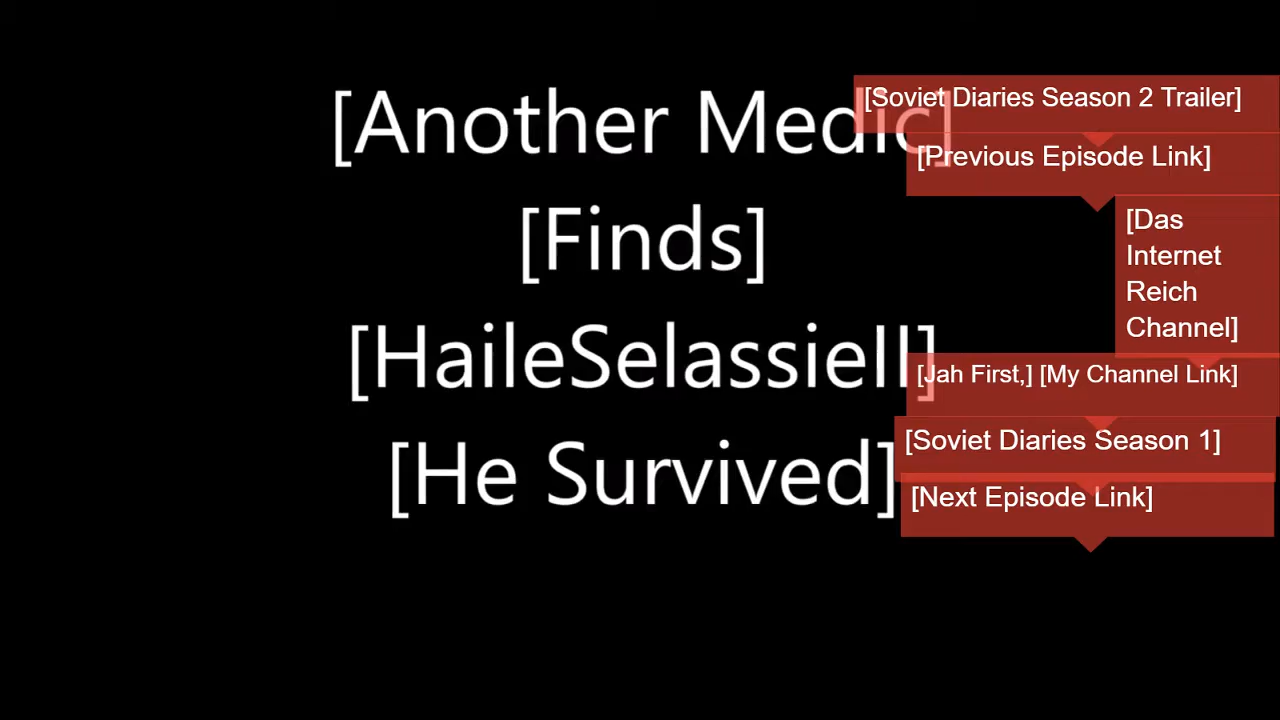 [Another Medic]
[Finds]
[HaileSelassieII]
[He Survived]
[Soviet Diaries Season 2 Trailer]
[Previous Episode Link]
[Das
Internet
Reich
Channel]
[Jah First,] [My Channel Link]
[Soviet Diaries Season 1]
[Next Episode Link]